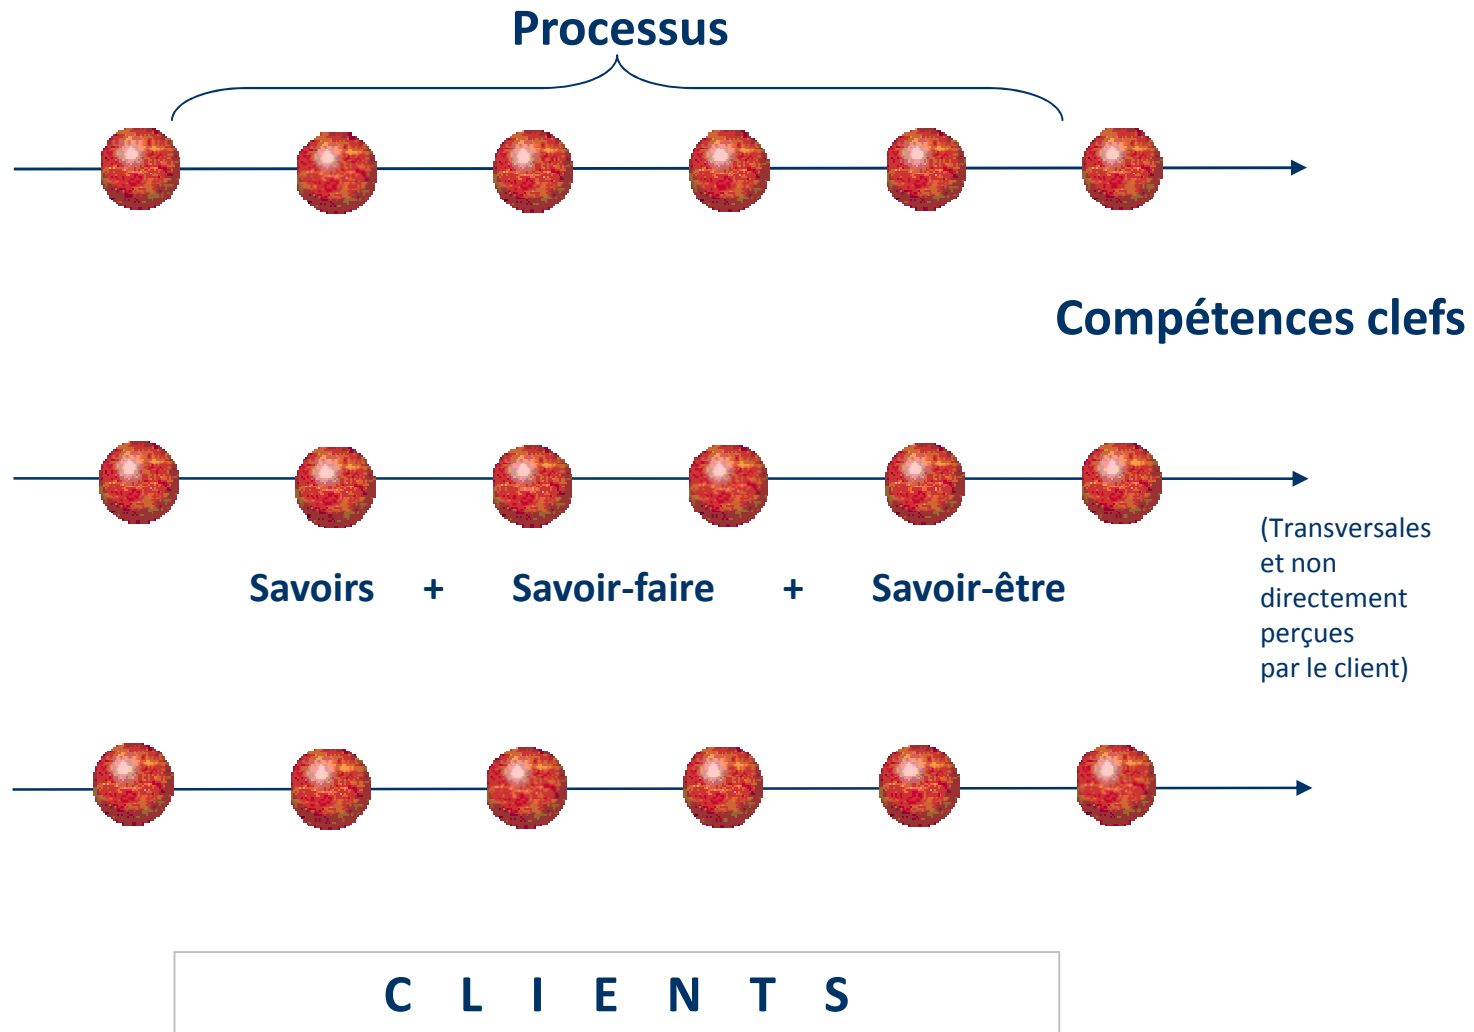 Processus
Compétences clefs
(Transversales
et non
directement
perçues
par le client)
Savoirs + Savoir-faire + Savoir-être
C L I E N T S